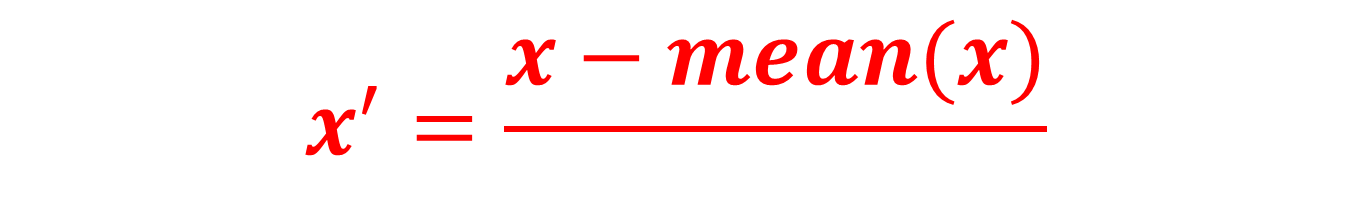 x' = x − mean(x)